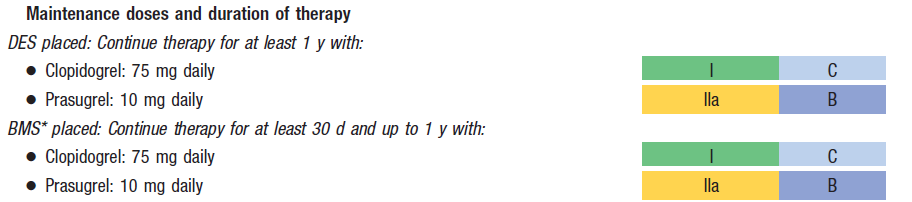 Maintenance doses and duration of therapy
DES placed: Continue therapy for at least 1 y with:
● Clopidogrel: 75 mg daily I C
● Prasugrel: 10 mg daily IIa B
BMS* placed: Continue therapy for at least 30 d and up to 1 y with:
● Clopidogrel: 75 mg daily I C
● Prasugrel: 10 mg daily IIa B